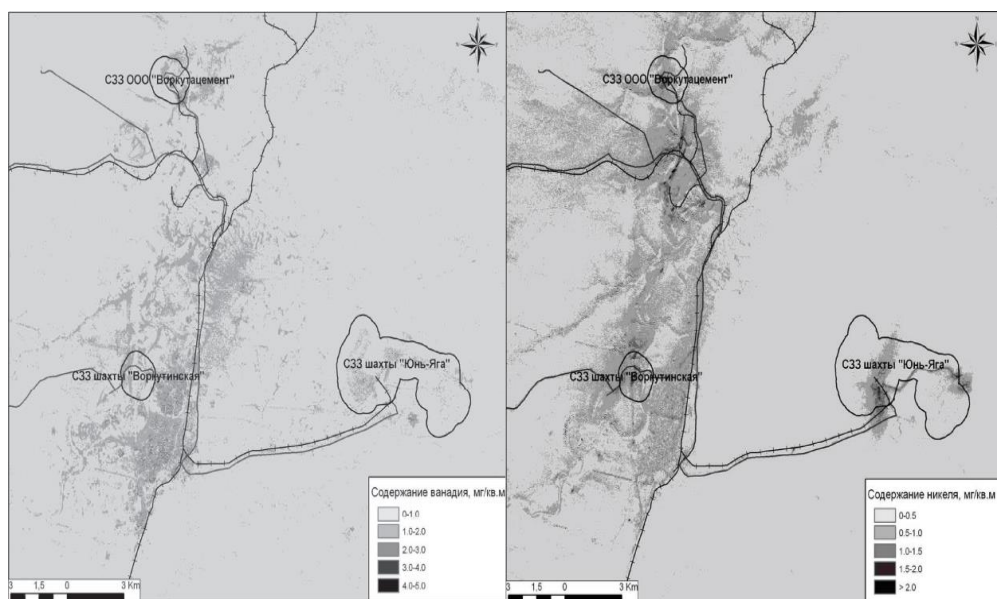 СЗЗ ООО "Воркутацемент"
СЗЗ шахты "Воркутинская"
СЗЗ шахты "Юнь-Яга"
Содержание ванадия, мг/кв.м
0-1.0
1.0-2.0
2.0-3.0
3.0-4.0
4.0-5.0
3 1,5 0 3 Km
СЗЗ ООО "Воркутацемент"
СЗЗ шахты "Воркутинская"
СЗЗ шахты "Юнь-Яга"
Содержание никеля, мг/кв.м
0-0.5
0.5-1.0
1.0-1.5
1.5-2.0
> 2.0
3 1,5 0 3 Km